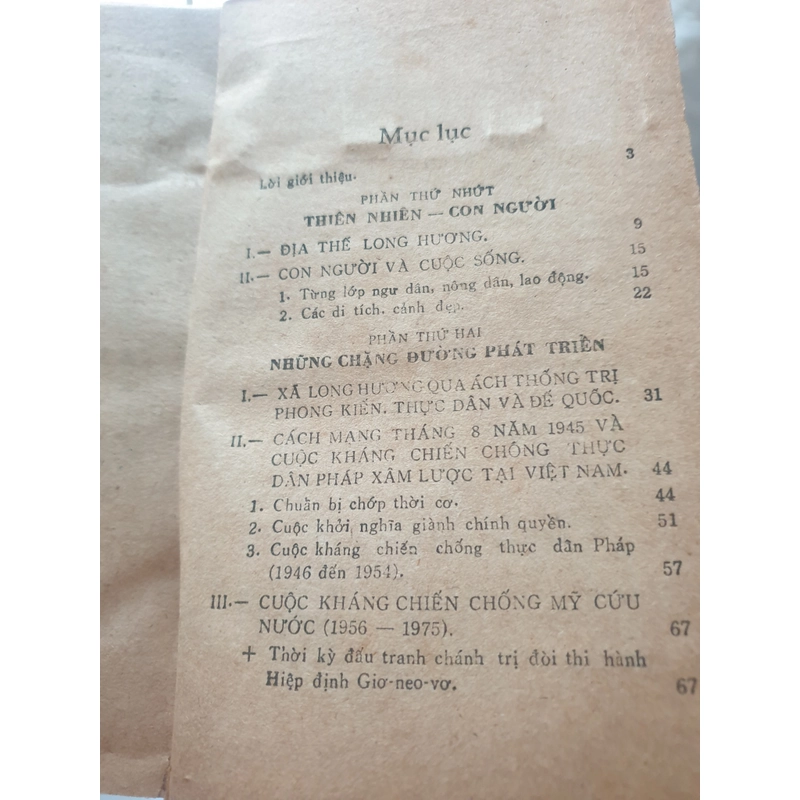 Mục lục
Lời giới thiệu. 3
PHẦN THỨ NHỨT
THIÊN NHIÊN — CON NGƯỜI
I.— ĐỊA THẾ LONG HƯƠNG. 9
II.— CON NGƯỜI VÀ CUỘC SỐNG. 15
1. Từng lớp ngư dân, nông dân, lao động. 15
2. Các di tích, cảnh đẹp. 22
PHẦN THỨ HAI
NHỮNG CHẶNG ĐƯỜNG PHÁT TRIỀN
I.— XÃ LONG HƯƠNG QUA ÁCH THỐNG TRỊ
PHONG KIẾN. THỰC DÂN VÀ ĐẾ QUỐC. 31
II.— CÁCH MẠNG THÁNG 8 NĂM 1945 VÀ
CUỘC KHÁNG CHIẾN CHỐNG THỰC
DÂN PHÁP XÂM LƯỢC TẠI VIỆT NAM. 44
1. Chuẩn bị chớp thời cơ. 44
2. Cuộc khởi nghĩa giành chính quyền. 51
3. Cuộc kháng chiến chống thực dân Pháp
(1946 đến 1954). 57
III.— CUỘC KHÁNG CHIẾN CHỐNG MỸ CỨU
NƯỚC (1956 — 1975). 67
+ Thời kỳ đấu tranh chánh trị đòi thi hành
Hiệp định Giơ-neo-vơ. 67